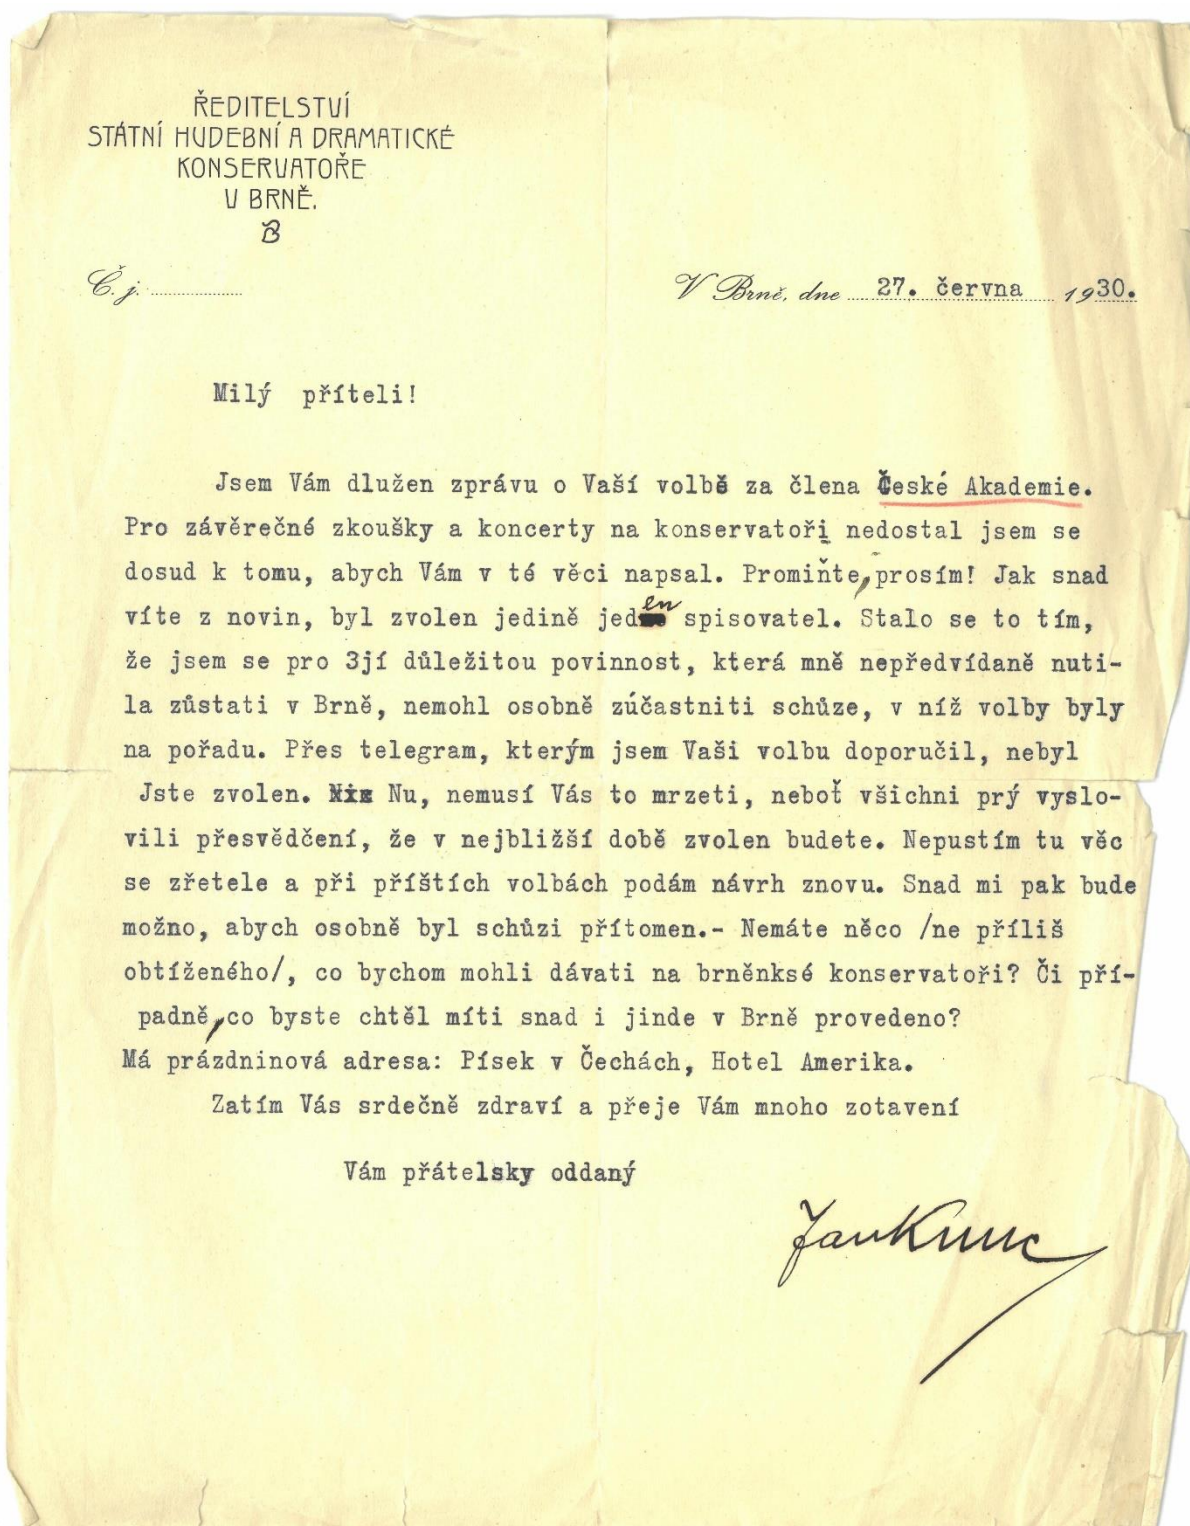 ŘEDITELSTVÍ
STÁTNÍ HUDEBNÍ A DRAMATICKÉ
KONSERVATOŘE
V BRNĚ.
Č. j.
V Brně, dne 27. června 1930.
Milý příteli!
Jsem Vám dlužen zprávu o Vaší volbě za člena České Akademie.
Pro závěrečné zkoušky a koncerty na konservatoři nedostal jsem se
dosud k tomu, abych Vám v té věci napsal. Promiňte, prosím! Jak snad
víte z novin, byl zvolen jedině jeden spisovatel. Stalo se to tím,
že jsem se pro 3jí důležitou povinnost, která mně nepředvídaně nuti-
la zůstati v Brně, nemohl osobně zúčastniti schůze, v níž volby byly
na pořadu. Přes telegram, kterým jsem Vaši volbu doporučil, nebyl
Jste zvolen. Nu, nemusí Vás to mrzeti, neboť všichni prý vyslo-
vili přesvědčení, že v nejbližší době zvolen budete. Nepustím tu věc
se zřetele a při příštích volbách podám návrh znovu. Snad mi pak bude
možno, abych osobně byl schůzi přítomen.- Nemáte něco /ne příliš
obtíženého/, co bychom mohli dávati na brněnksé konservatoři? Či pří-
padně, co byste chtěl míti snad i jinde v Brně provedeno?
Má prázdninová adresa: Písek v Čechách, Hotel Amerika.
Zatím Vás srdečně zdraví a přeje Vám mnoho zotavení
Vám přátelsky oddaný
Jan Kunc